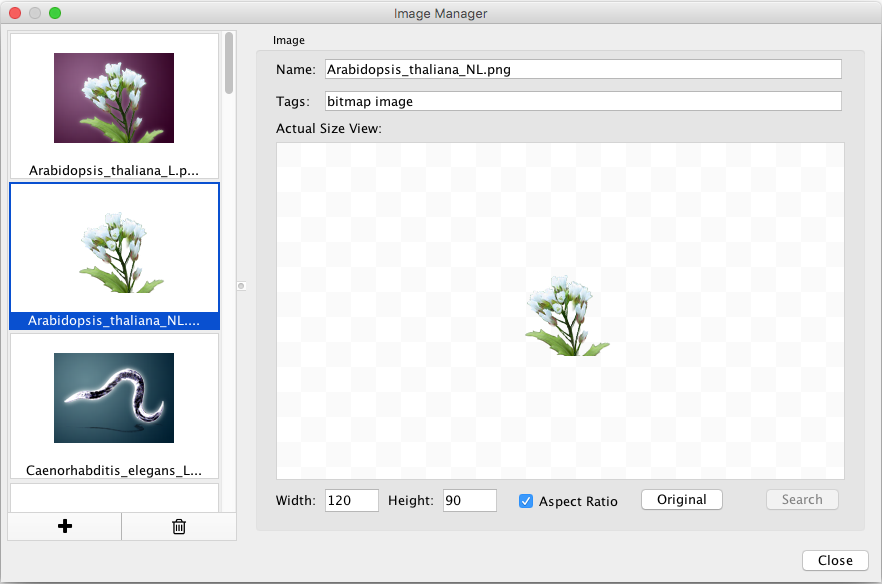 Image Manager
Arabidopsis_thaliana_L.p...
Arabidopsis_thaliana_NL....
Caenorhabditis_elegans_L...
Image
Name: Arabidopsis_thaliana_NL.png
Tags: bitmap image
Actual Size View:
Width: 120 Height: 90 Aspect Ratio Original Search
Close